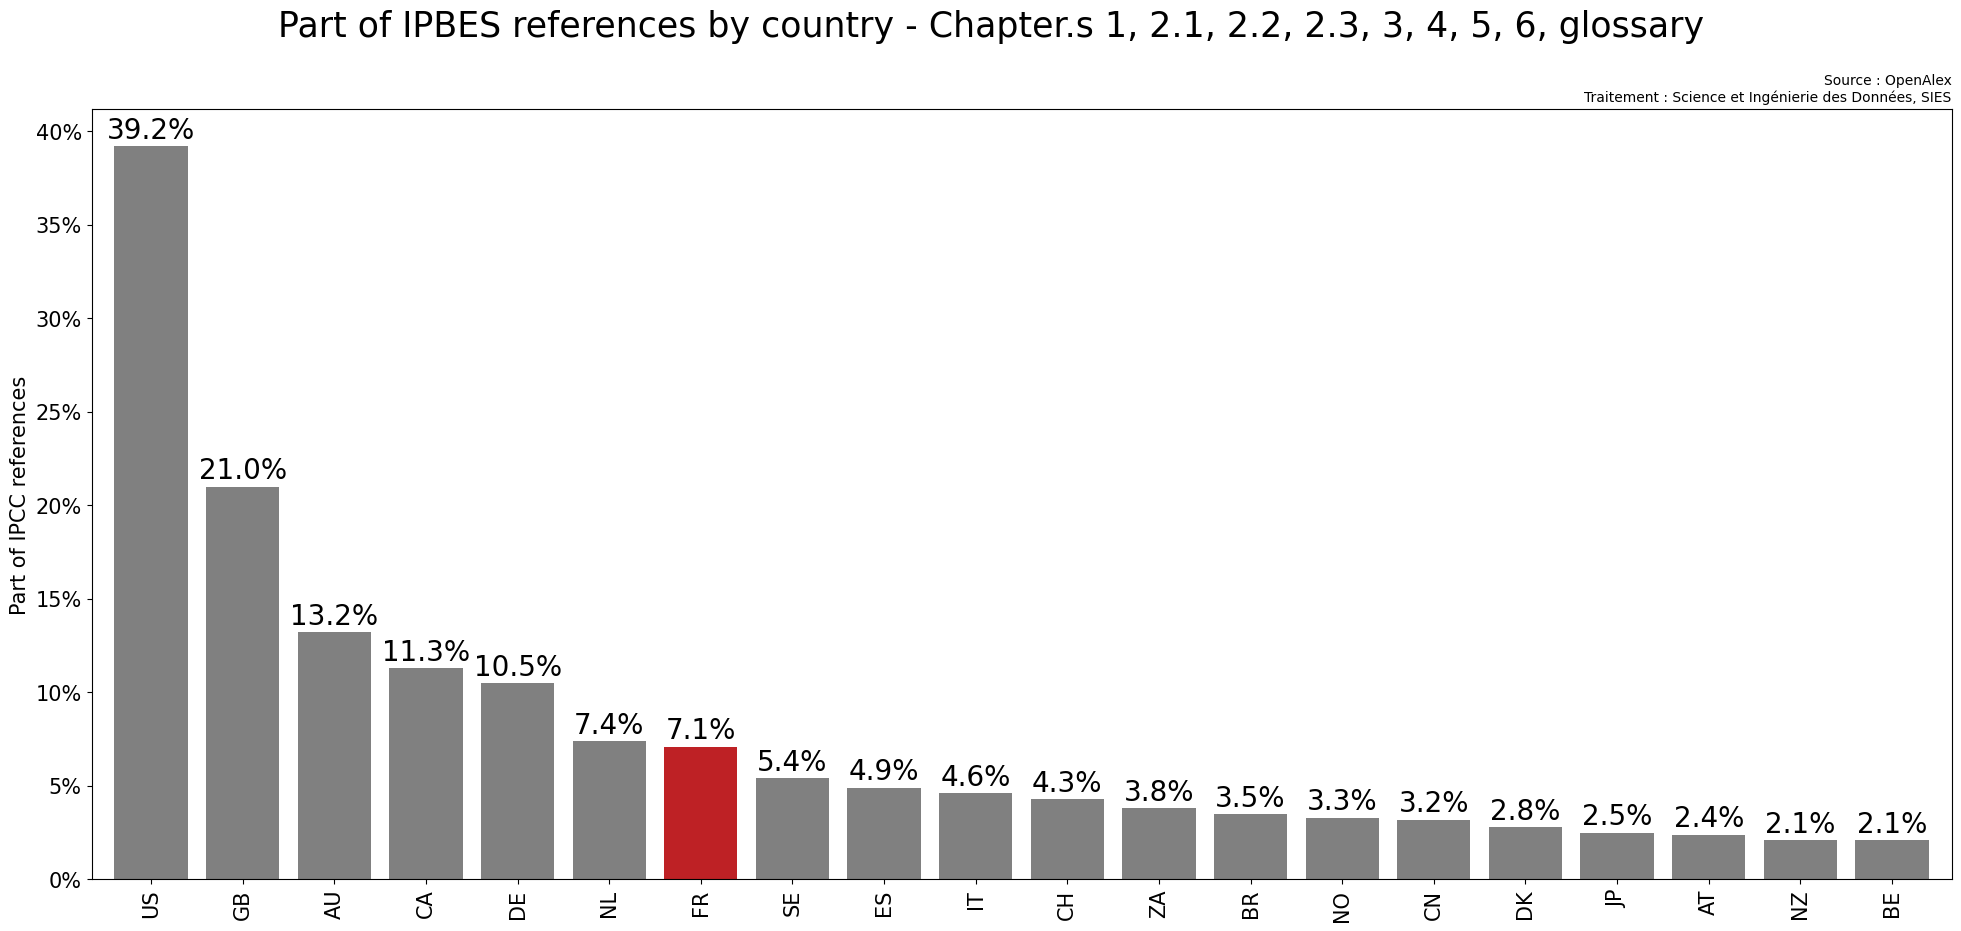 Part of IPBES references by country - Chapter.s 1, 2.1, 2.2, 2.3, 3, 4, 5, 6, glossary
Source : OpenAlex
Traitement : Science et Ingénierie des Données, SIES
Part of IPCC references
40%
35%
30%
25%
20%
15%
10%
5%
0%
39.2%
21.0%
13.2%
11.3%
10.5%
7.4%
7.1%
5.4%
4.9%
4.6%
4.3%
3.8%
3.5%
3.3%
3.2%
2.8%
2.5%
2.4%
2.1%
2.1%
US
GB
AU
CA
DE
NL
FR
SE
ES
IT
CH
ZA
BR
NO
CN
DK
JP
AT
NZ
BE